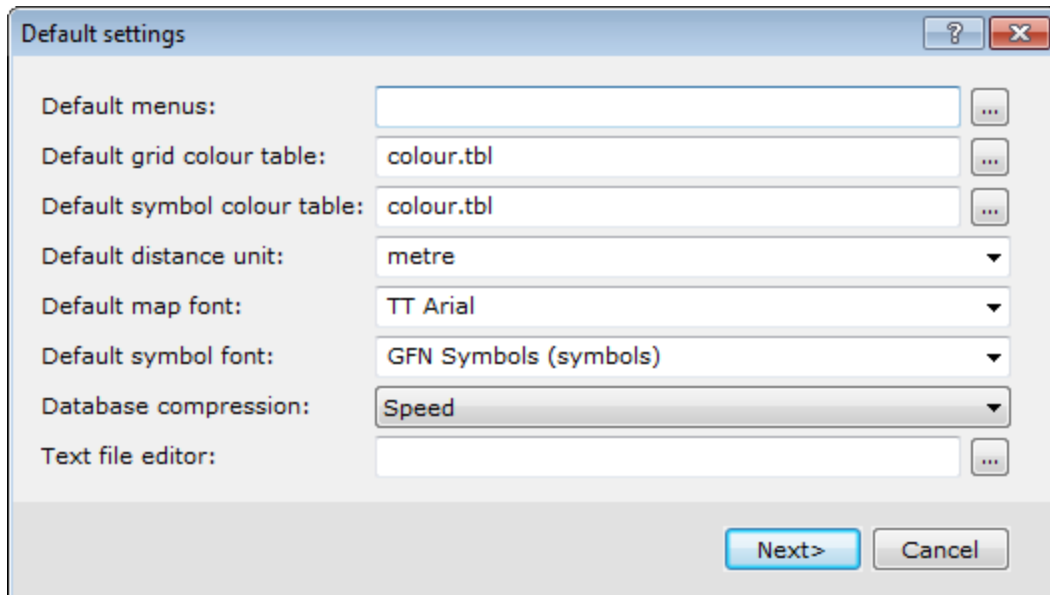 Default settings
Default menus: ...
Default grid colour table: colour.tbl ...
Default symbol colour table: colour.tbl ...
Default distance unit: metre
Default map font: TT Arial
Default symbol font: GFN Symbols (symbols)
Database compression: Speed
Text file editor: ...
Next> Cancel